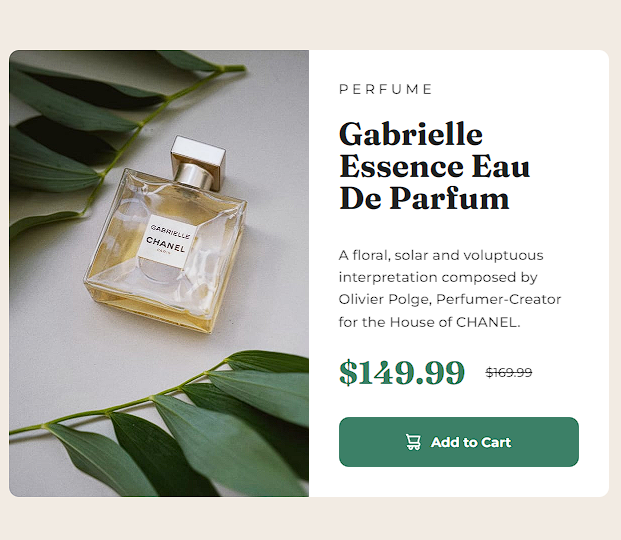 GABRIELLE
CHANEL
PARIS
PERFUME
Gabrielle
Essence Eau
De Parfum
A floral, solar and voluptuous
interpretation composed by
Olivier Polge, Perfumer-Creator
for the House of CHANEL.
$149.99 $169.99
Add to Cart